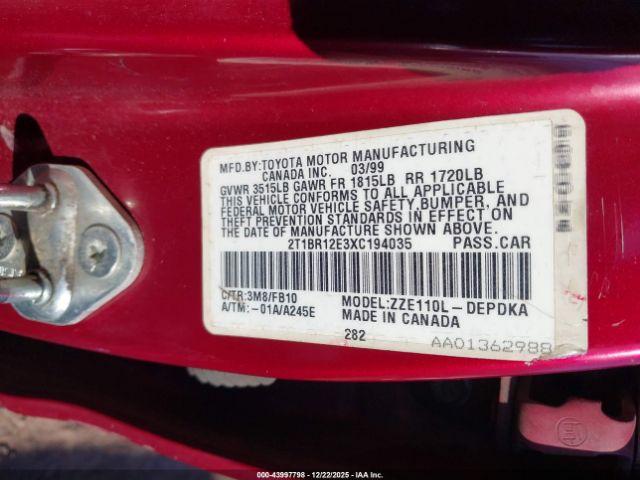 MFD.BY:TOYOTA MOTOR MANUFACTURING
CANADA INC. 03/99
GVWR 3515LB GAWR FR 1815LB RR 1720LB
THIS VEHICLE CONFORMS TO ALL APPLICABLE
FEDERAL MOTOR VEHICLE SAFETY,BUMPER, AND
THEFT PREVENTION STANDARDS IN EFFECT ON
THE DATE OF MANUFACTURE SHOWN ABOVE.
2T1BR12E3XC194035 PASS.CAR
C/TR:3M8/FB10 MODEL:ZZE110L-DEPDKA
A/TM:-01A/A245E MADE IN CANADA
282
AA01362988
000-43997798 - 12/22/2025 - IAAI, Inc.